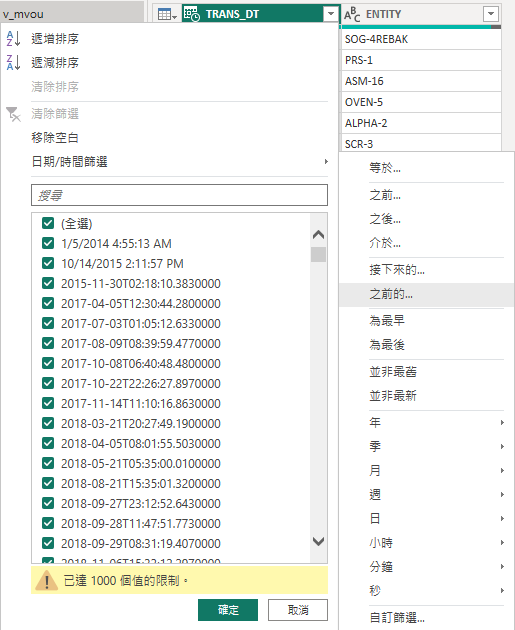 v_mvou
TRANS_DT
ABC ENTITY
SOG-4REBAK
PRS-1
ASM-16
OVEN-5
ALPHA-2
SCR-3
AZ 遞增排序
ZA 遞減排序
清除排序
清除篩選
移除空白
日期/時間篩選
搜尋
(全選)
1/5/2014 4:55:13 AM
10/14/2015 2:11:57 PM
2015-11-30T02:18:10.3830000
2017-04-05T12:30:44.2800000
2017-07-03T01:05:12.6330000
2017-08-09T08:39:59.4770000
2017-10-08T06:40:48.4800000
2017-10-22T22:26:27.8970000
2017-11-14T11:10:16.8630000
2018-03-21T20:27:49.1900000
2018-04-05T08:01:55.5030000
2018-05-21T05:35:00.0100000
2018-08-21T15:35:01.3200000
2018-09-27T23:12:52.6430000
2018-09-28T11:47:51.7730000
2018-09-29T08:31:19.4070000
已達 1000 個值的限制。
確定
取消
等於...
之前...
之後...
介於...
接下來的...
之前的...
為最早
為最後
並非最舊
並非最新
年
季
月
週
日
小時
分鐘
秒
自訂篩選...